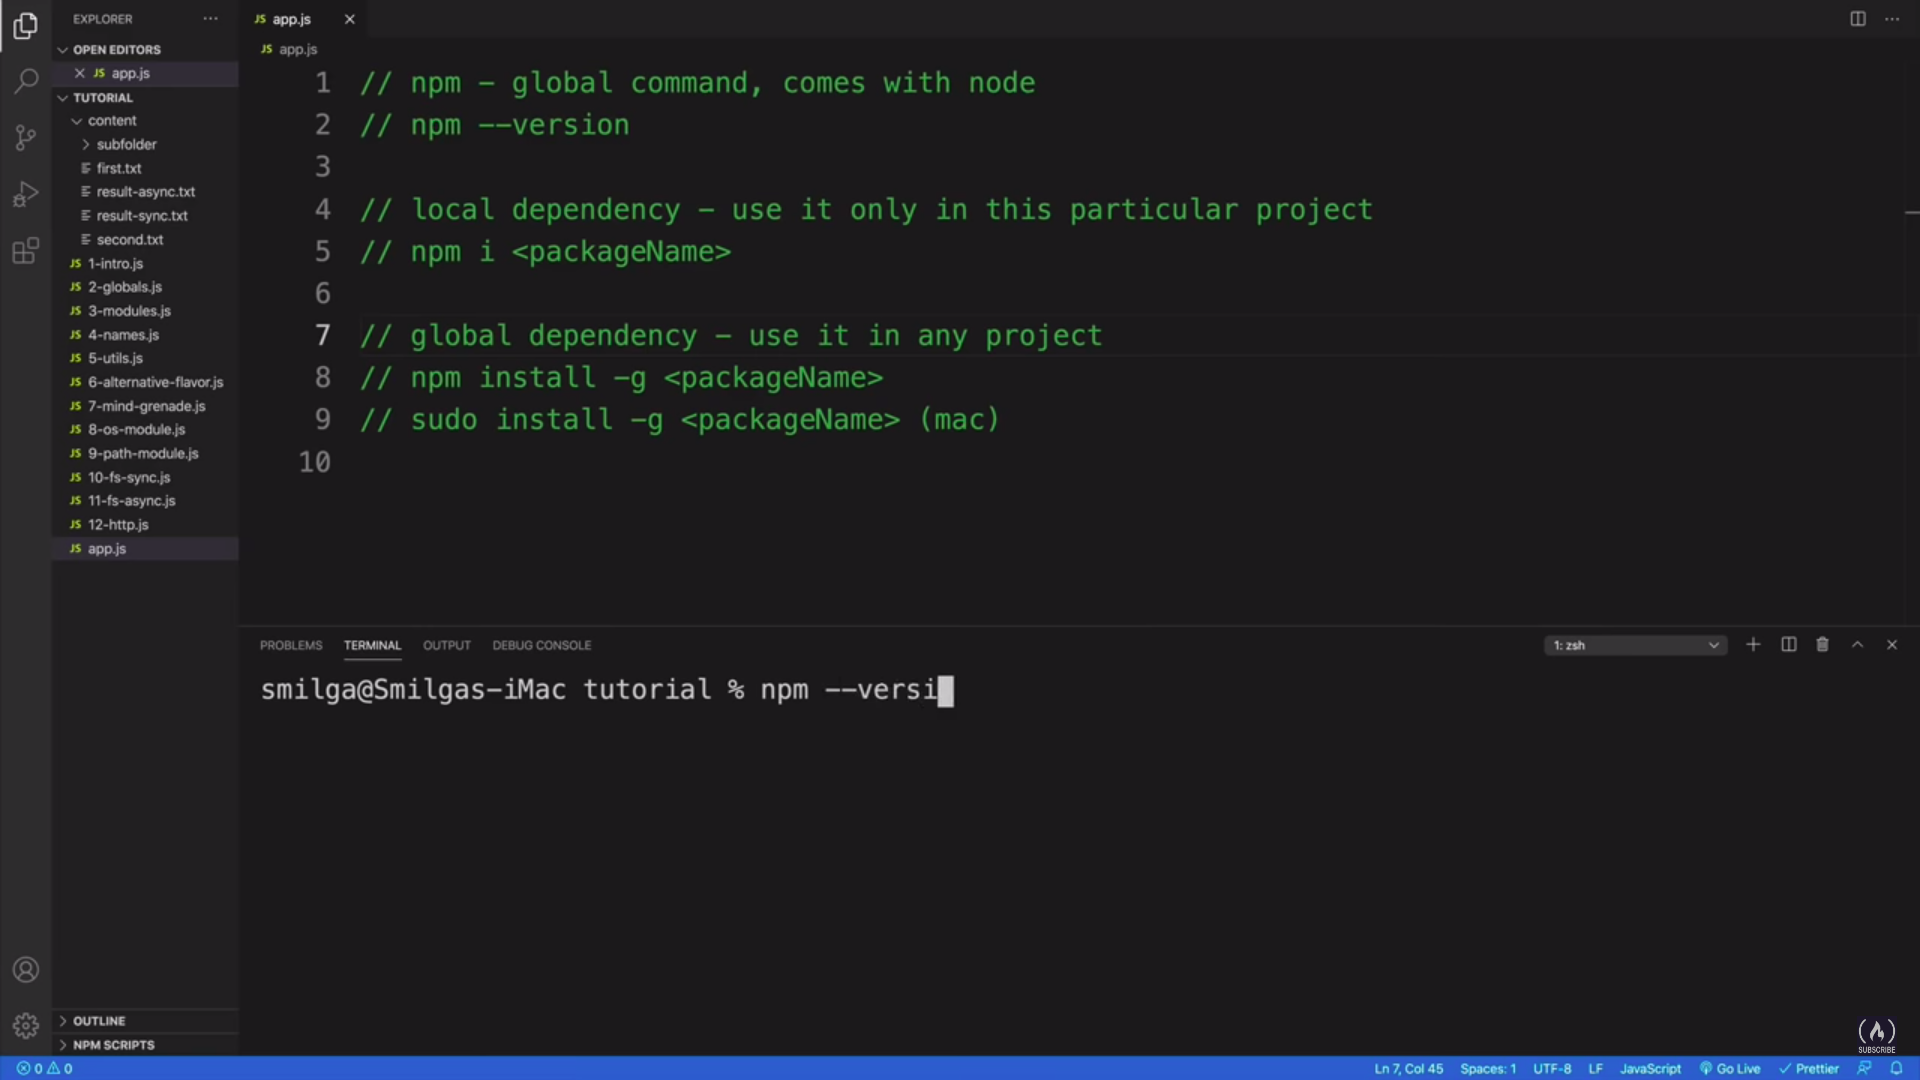 EXPLORER
OPEN EDITORS
JS app.js
TUTORIAL
content
subfolder
first.txt
result-async.txt
result-sync.txt
second.txt
JS 1-intro.js
JS 2-globals.js
JS 3-modules.js
JS 4-names.js
JS 5-utils.js
JS 6-alternative-flavor.js
JS 7-mind-grenade.js
JS 8-os-module.js
JS 9-path-module.js
JS 10-fs-sync.js
JS 11-fs-async.js
JS 12-http.js
JS app.js
OUTLINE
NPM SCRIPTS
JS app.js
JS app.js
1 // npm - global command, comes with node
2 // npm --version
3
4 // local dependency - use it only in this particular project
5 // npm i <packageName>
6
7 // global dependency - use it in any project
8 // npm install -g <packageName>
9 // sudo install -g <packageName> (mac)
10
PROBLEMS TERMINAL OUTPUT DEBUG CONSOLE 1: zsh
smilga@Smilgas-iMac tutorial % npm --versi
SUBSCRIBE
0 0 Ln 7, Col 45 Spaces: 1 UTF-8 LF JavaScript Go Live Prettier